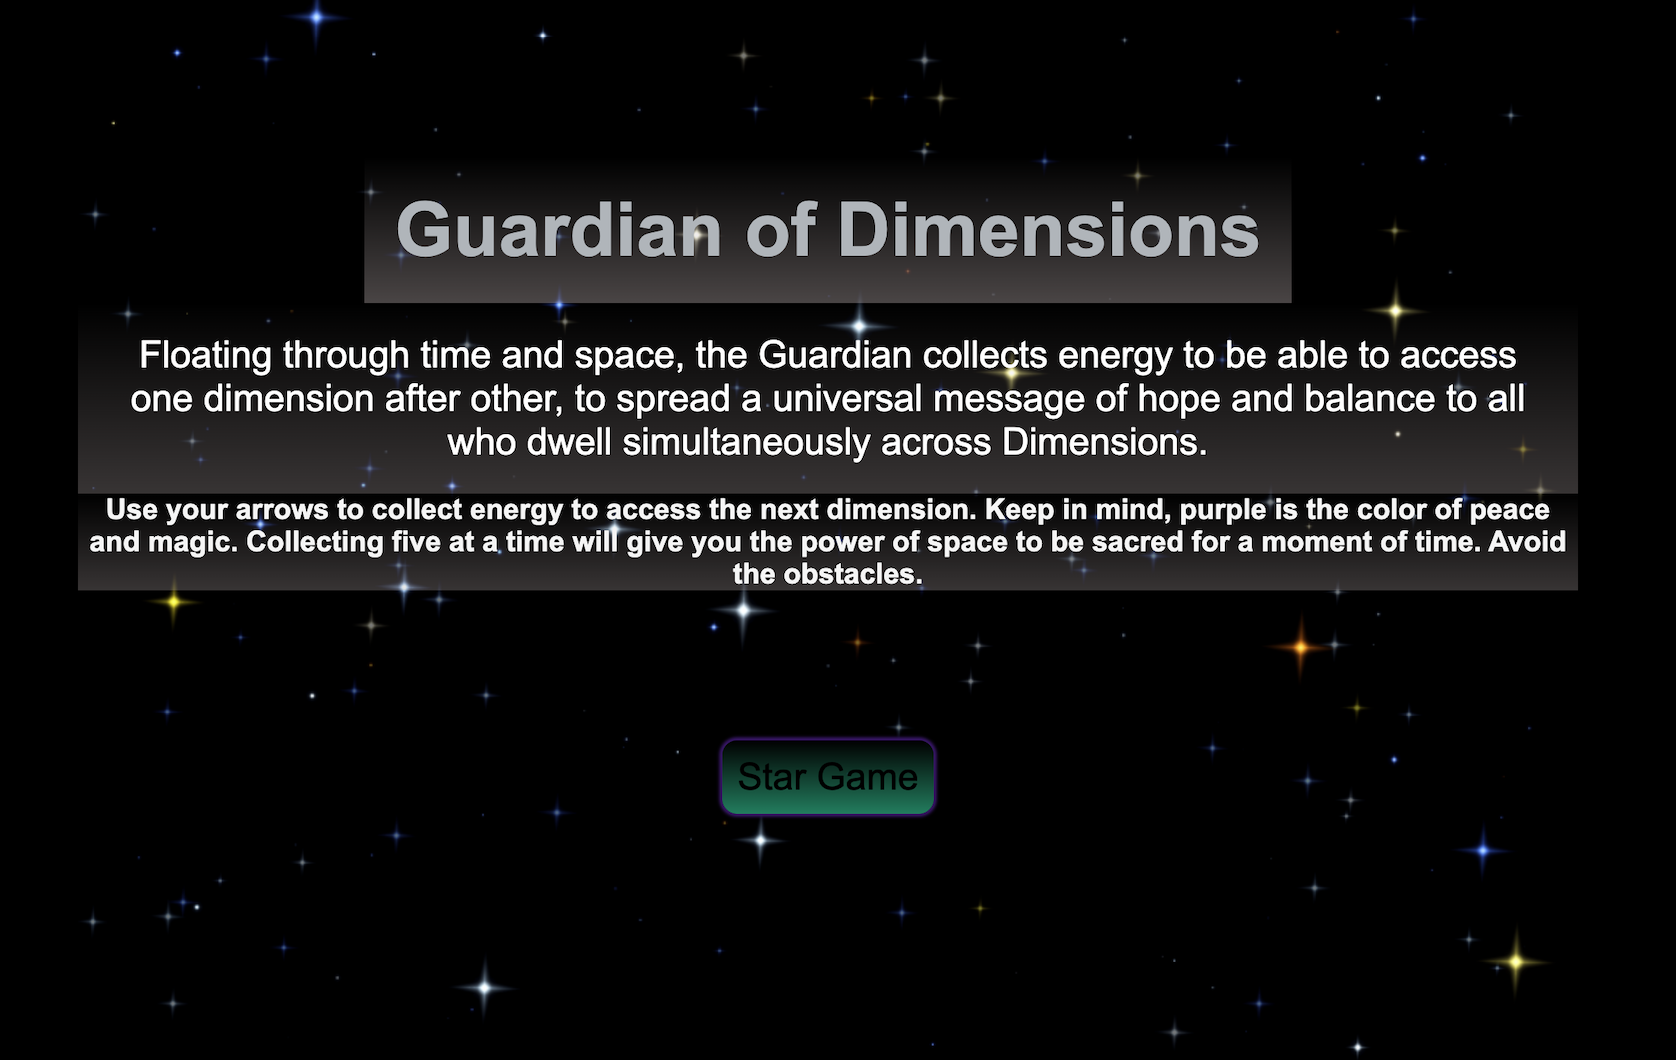 Guardian of Dimensions
Floating through time and space, the Guardian collects energy to be able to access
one dimension after other, to spread a universal message of hope and balance to all
who dwell simultaneously across Dimensions.
Use your arrows to collect energy to access the next dimension. Keep in mind, purple is the color of peace
and magic. Collecting five at a time will give you the power of space to be sacred for a moment of time. Avoid
the obstacles.
Star Game